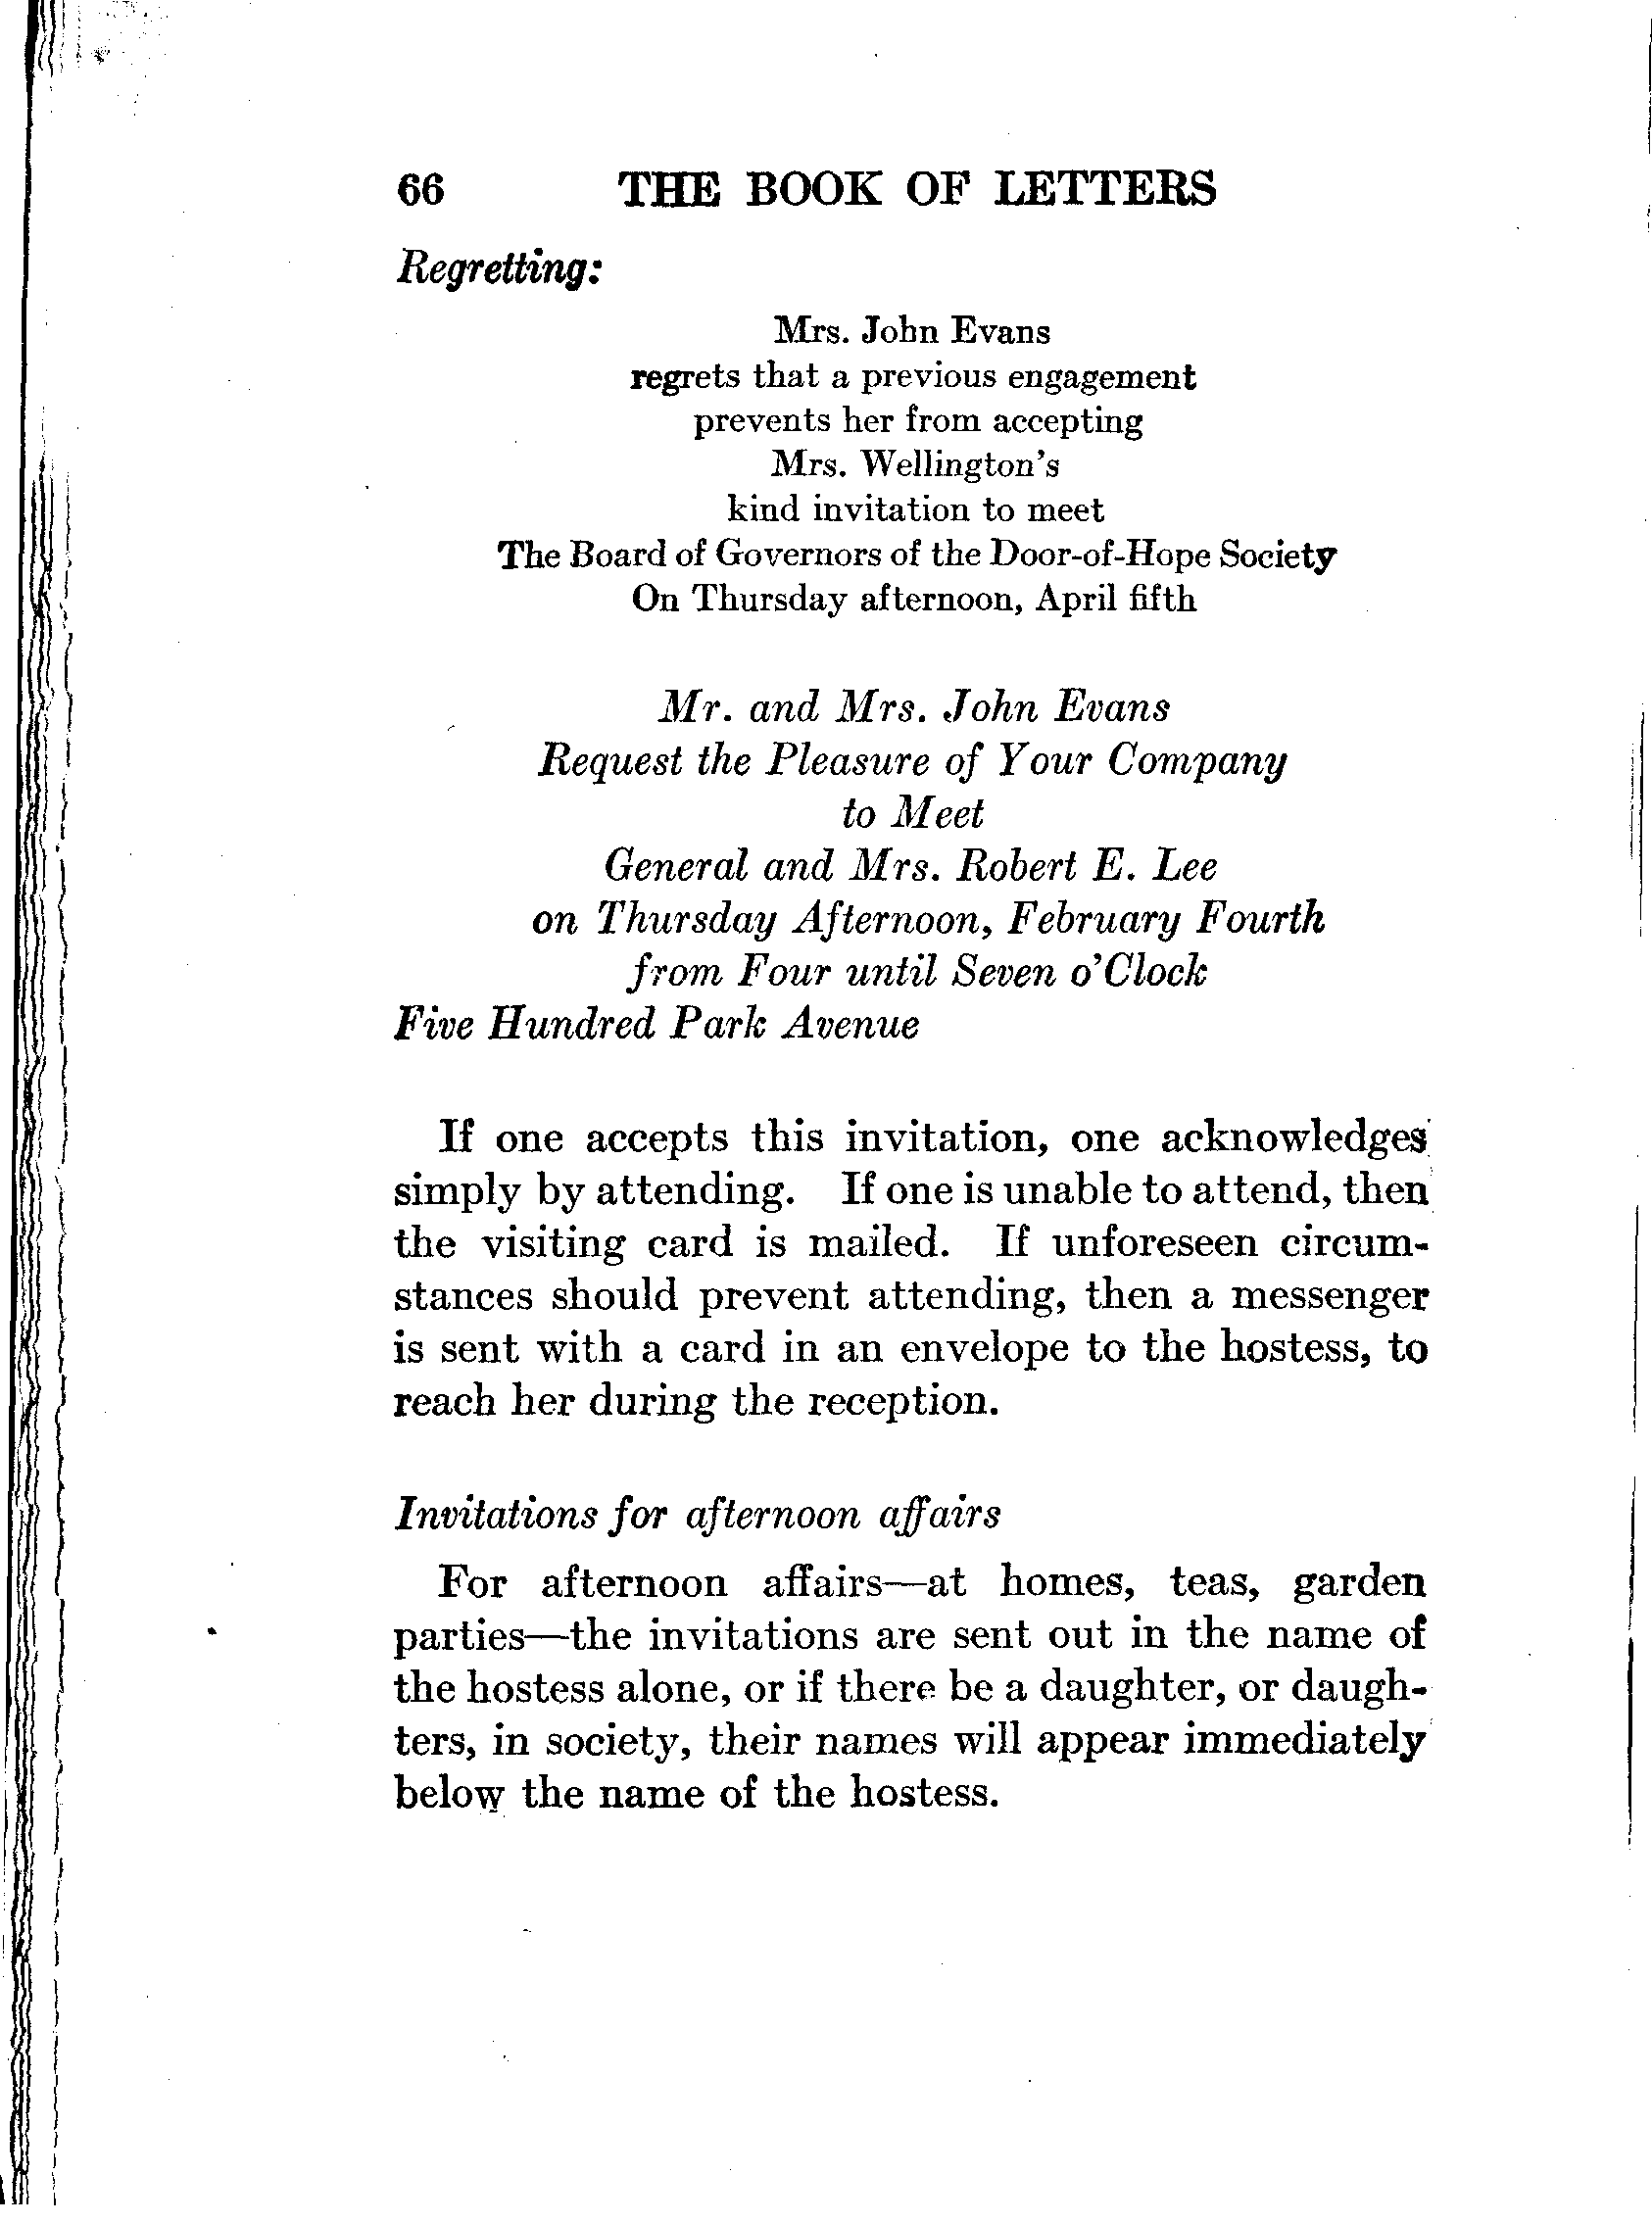 66 THE BOOK OF LETTERS
Regretting:
Mrs. John Evans
regrets that a previous engagement
prevents her from accepting
Mrs. Wellington's
kind invitation to meet
The Board of Governors of the Door-of-Hope Society
On Thursday afternoon, April fifth
Mr. and Mrs. John Evans
Request the Pleasure of Your Company
to Meet
General and Mrs. Robert E. Lee
on Thursday Afternoon, February Fourth
from Four until Seven o'Clock
Five Hundred Park Avenue
If one accepts this invitation, one acknowledges
simply by attending. If one is unable to attend, then
the visiting card is mailed. If unforeseen circum-
stances should prevent attending, then a messenger
is sent with a card in an envelope to the hostess, to
reach her during the reception.
Invitations for afternoon affairs
For afternoon affairs—at homes, teas, garden
parties—the invitations are sent out in the name of
the hostess alone, or if there be a daughter, or daugh-
ters, in society, their names will appear immediately
below the name of the hostess.